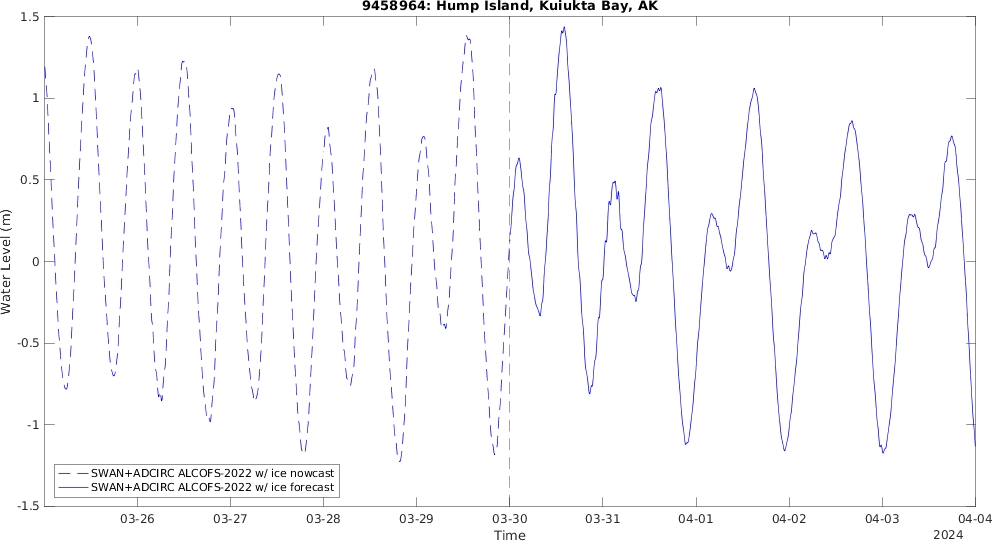 9458964: Hump Island, Kuiukta Bay, AK
1.5
1
0.5
0
-0.5
-1
-1.5
Water Level (m)
SWAN+ADCIRC ALCOFS-2022 w/ ice nowcast
SWAN+ADCIRC ALCOFS-2022 w/ ice forecast
03-26 03-27 03-28 03-29 03-30 03-31 04-01 04-02 04-03 04-04
Time
2024